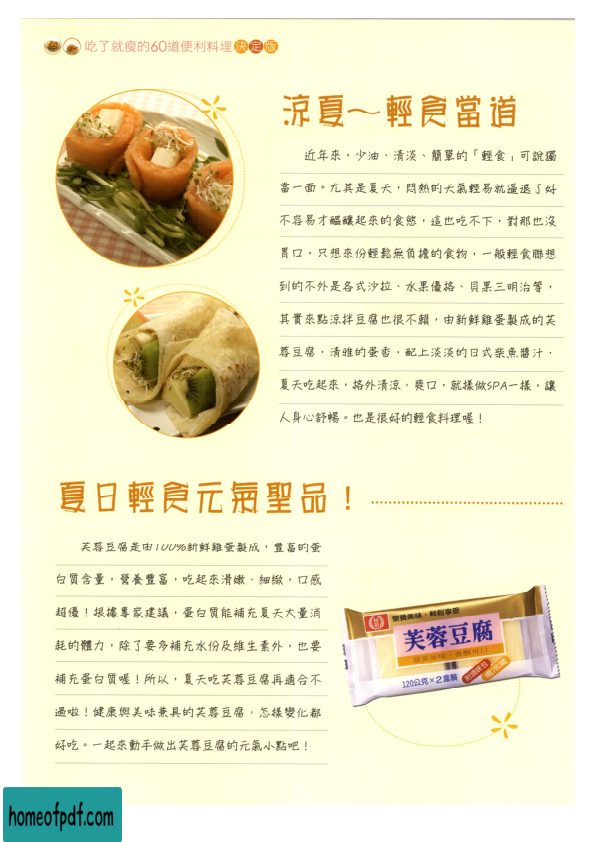 吃了就瘦的60道便利料理決定版
涼夏～輕食當道
近年來，少油、清淡、簡單的「輕食」可說獨
當一面。尤其是夏天，悶熱的天氣輕易就逼退了好
不容易才醞釀起來的食慾，這也吃不下，對那也沒
胃口，只想來份輕鬆無負擔的食物，一般輕食聯想
到的不外是各式沙拉、水果優格、貝果三明治等，
其實來點涼拌豆腐也很不賴，由新鮮雞蛋製成的芙
蓉豆腐，清雅的蛋香，配上淡淡的日式柴魚醬汁，
夏天吃起來，格外清涼、爽口，就樣做SPA一樣，讓
人身心舒暢。也是很好的輕食料理喔！
夏日輕食元氣聖品！
芙蓉豆腐是由100%新鮮雞蛋製成，豐富的蛋
白質含量，營養豐富，吃起來滑嫩、細緻，口感
超優！根據專家建議，蛋白質能補充夏天大量消
耗的體力，除了要多補充水份及維生素外，也要
補充蛋白質喔！所以，夏天吃芙蓉豆腐再適合不
過啦！健康與美味兼具的芙蓉豆腐，怎樣變化都
好吃。一起來動手做出芙蓉豆腐的元氣小點吧！
營養美味‧輕鬆享受
芙蓉豆腐
120公克×2盒裝
homeofpdf.com